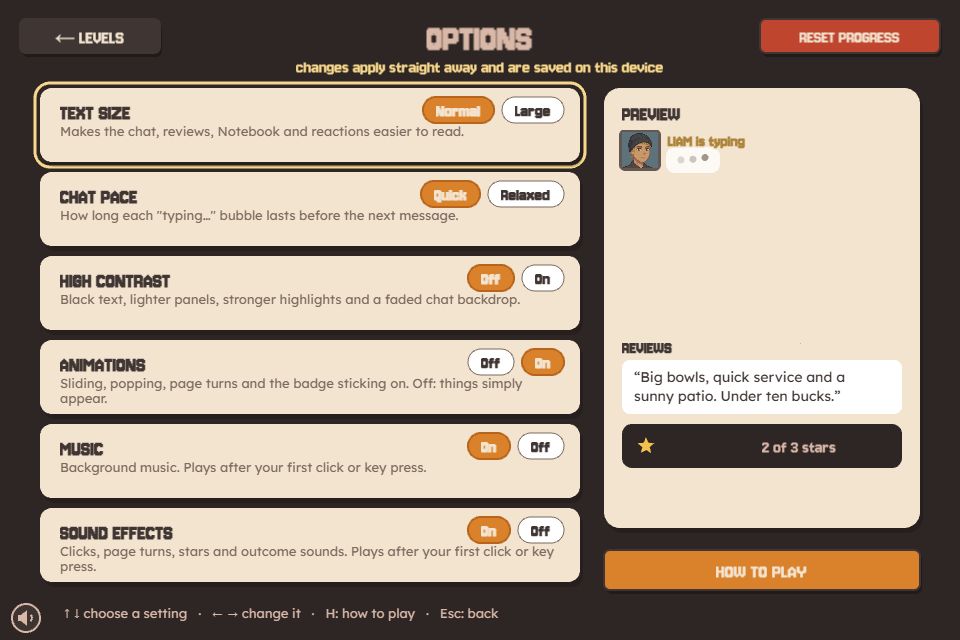 ← LEVELS
OPTIONS
RESET PROGRESS
changes apply straight away and are saved on this device
TEXT SIZE
Normal
Large
Makes the chat, reviews, Notebook and reactions easier to read.
CHAT PACE
Quick
Relaxed
How long each "typing…" bubble lasts before the next message.
HIGH CONTRAST
Off
On
Black text, lighter panels, stronger highlights and a faded chat backdrop.
ANIMATIONS
Off
On
Sliding, popping, page turns and the badge sticking on. Off: things simply
appear.
MUSIC
On
Off
Background music. Plays after your first click or key press.
SOUND EFFECTS
On
Off
Clicks, page turns, stars and outcome sounds. Plays after your first click or key
press.
PREVIEW
LIAM is typing
REVIEWS
“Big bowls, quick service and a
sunny patio. Under ten bucks.”
2 of 3 stars
HOW TO PLAY
↑ ↓ choose a setting · ← → change it · H: how to play · Esc: back